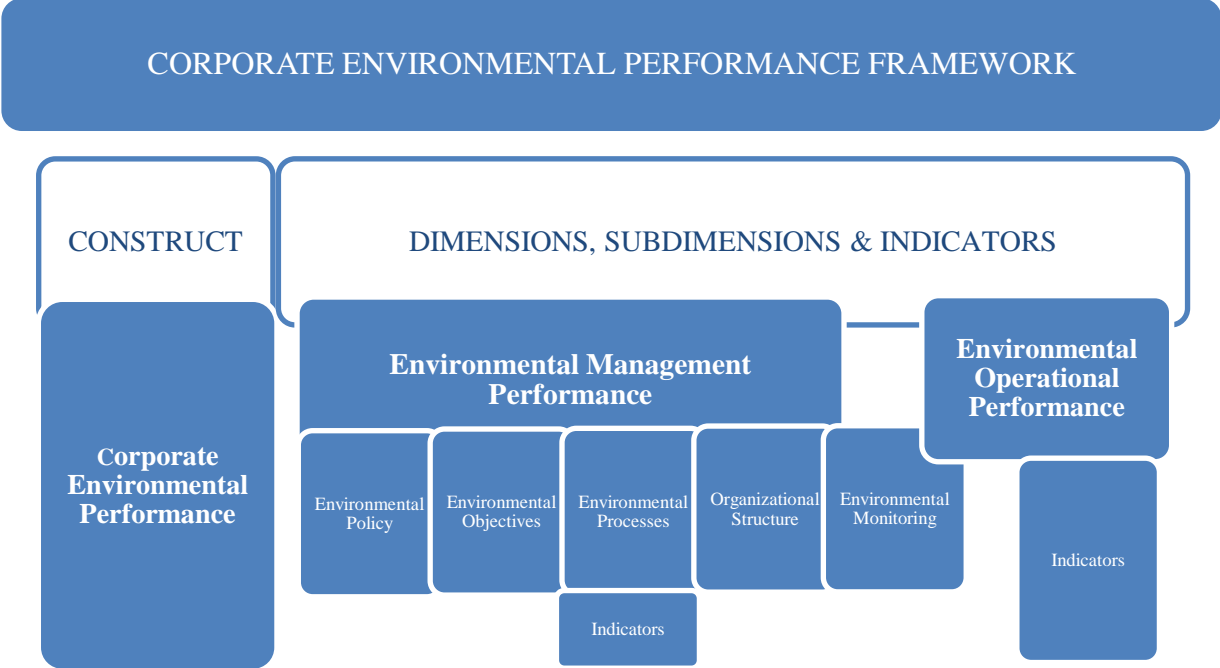 CORPORATE ENVIRONMENTAL PERFORMANCE FRAMEWORK
CONSTRUCT
DIMENSIONS, SUBDIMENSIONS & INDICATORS
Corporate
Environmental
Performance
Environmental Management
Performance
Environmental
Operational
Performance
Environmental
Policy
Environmental
Objectives
Environmental
Processes
Organizational
Structure
Environmental
Monitoring
Indicators
Indicators